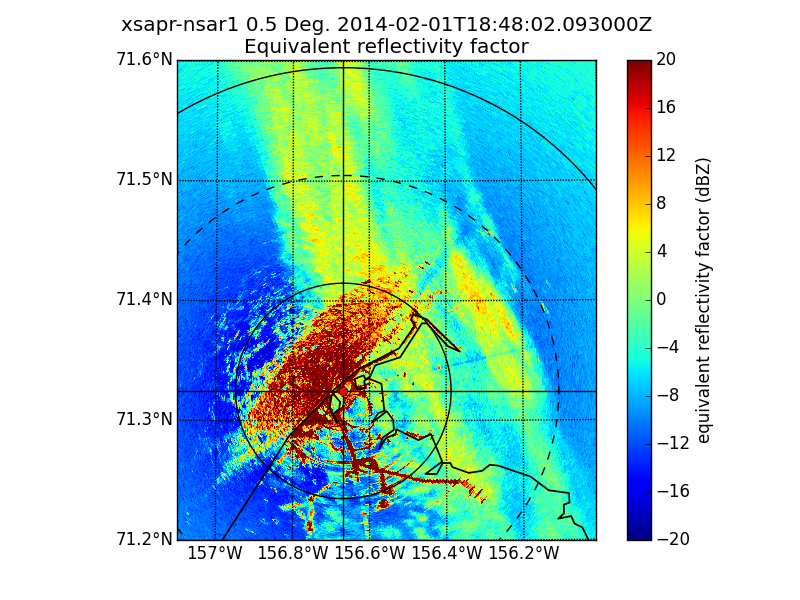 xsapr-nsar1 0.5 Deg. 2014-02-01T18:48:02.093000Z
Equivalent reflectivity factor
71.6°N
71.5°N
71.4°N
71.3°N
71.2°N
157°W 156.8°W 156.6°W 156.4°W 156.2°W
20
16
12
8
4
0
−4
−8
−12
−16
−20
equivalent reflectivity factor (dBZ)